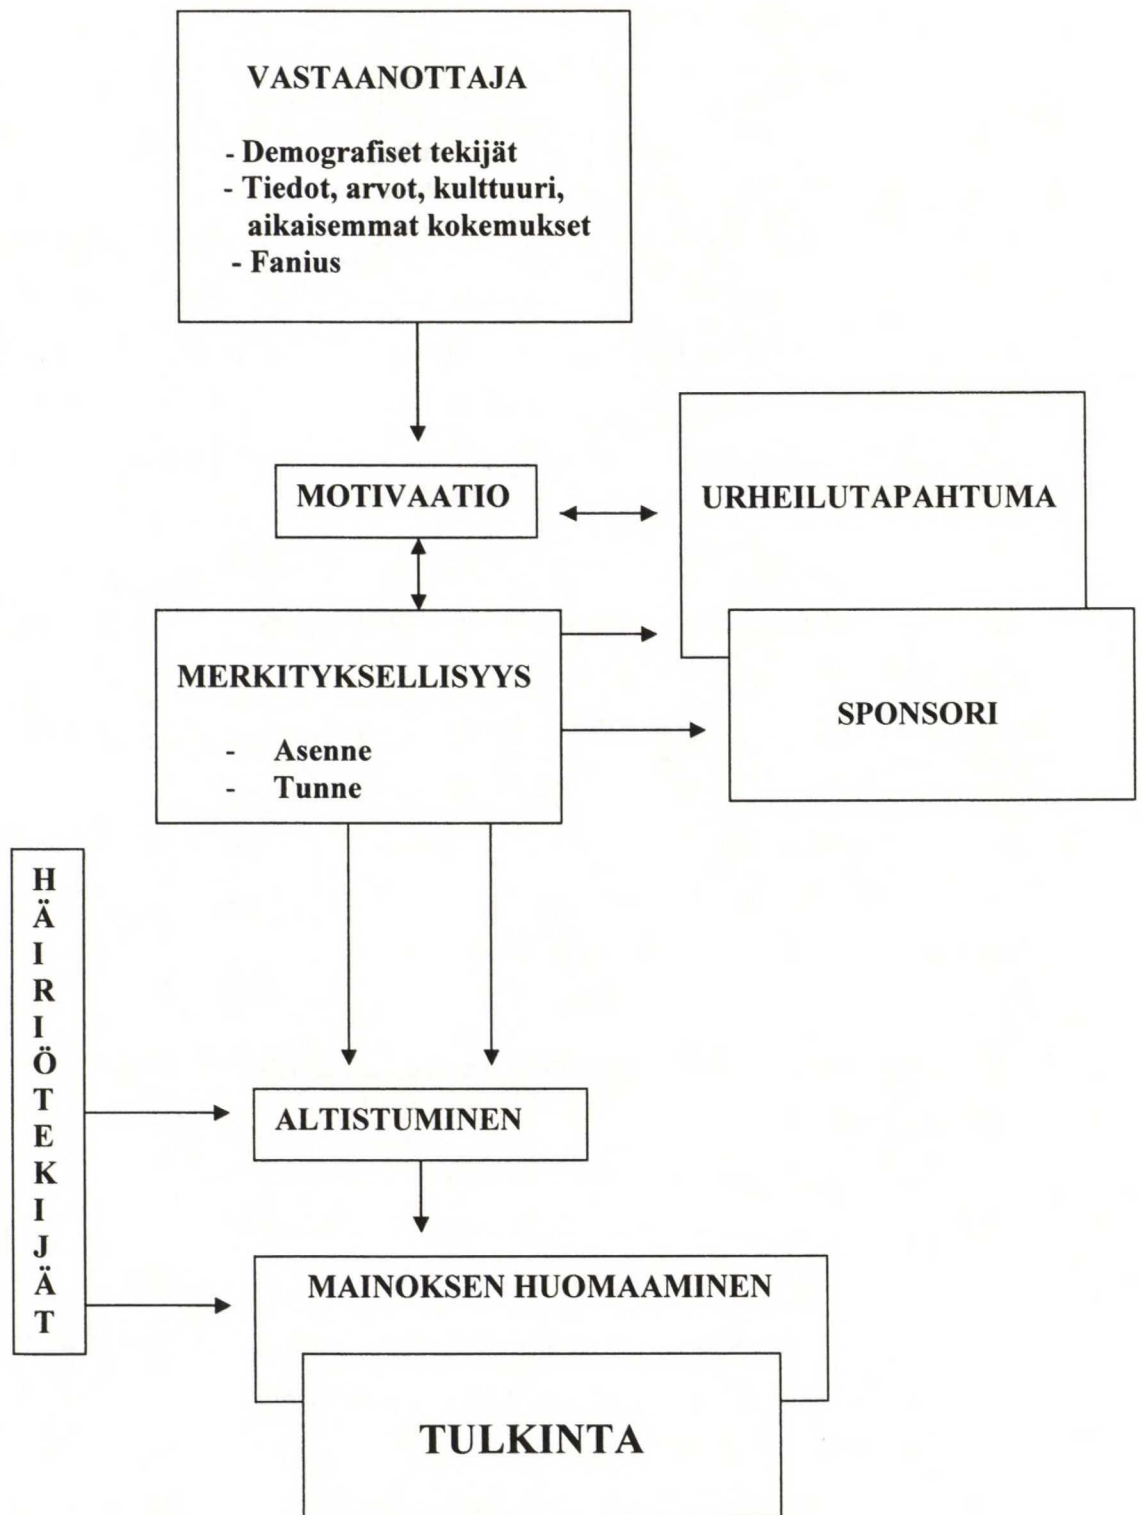 VASTAANOTTAJA
- Demografiset tekijät
- Tiedot, arvot, kulttuuri,
aikaisemmat kokemukset
- Fanius
MOTIVAATIO
URHEILUTAPAHTUMA
MERKITYKSELLISYYS
- Asenne
- Tunne
SPONSORI
HÄIRIÖTEKIJÄT
ALTISTUMINEN
MAINOKSEN HUOMAAMINEN
TULKINTA